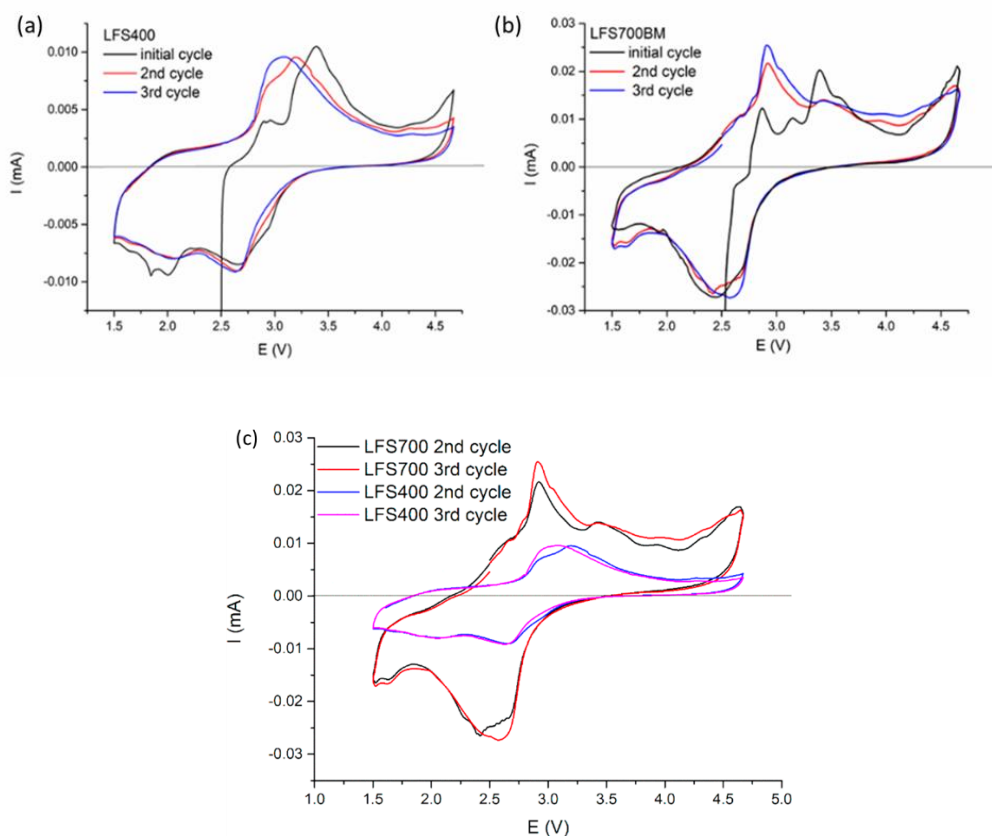 (a)
LFS400
initial cycle
2nd cycle
3rd cycle
0.010
0.005
0.000
-0.005
-0.010
I (mA)
1.5 2.0 2.5 3.0 3.5 4.0 4.5
E (V)
(b)
LFS700BM
initial cycle
2nd cycle
3rd cycle
0.03
0.02
0.01
0.00
-0.01
-0.02
-0.03
I (mA)
1.5 2.0 2.5 3.0 3.5 4.0 4.5
E (V)
(c)
LFS700 2nd cycle
LFS700 3rd cycle
LFS400 2nd cycle
LFS400 3rd cycle
0.03
0.02
0.01
0.00
-0.01
-0.02
-0.03
I (mA)
1.0 1.5 2.0 2.5 3.0 3.5 4.0 4.5 5.0
E (V)